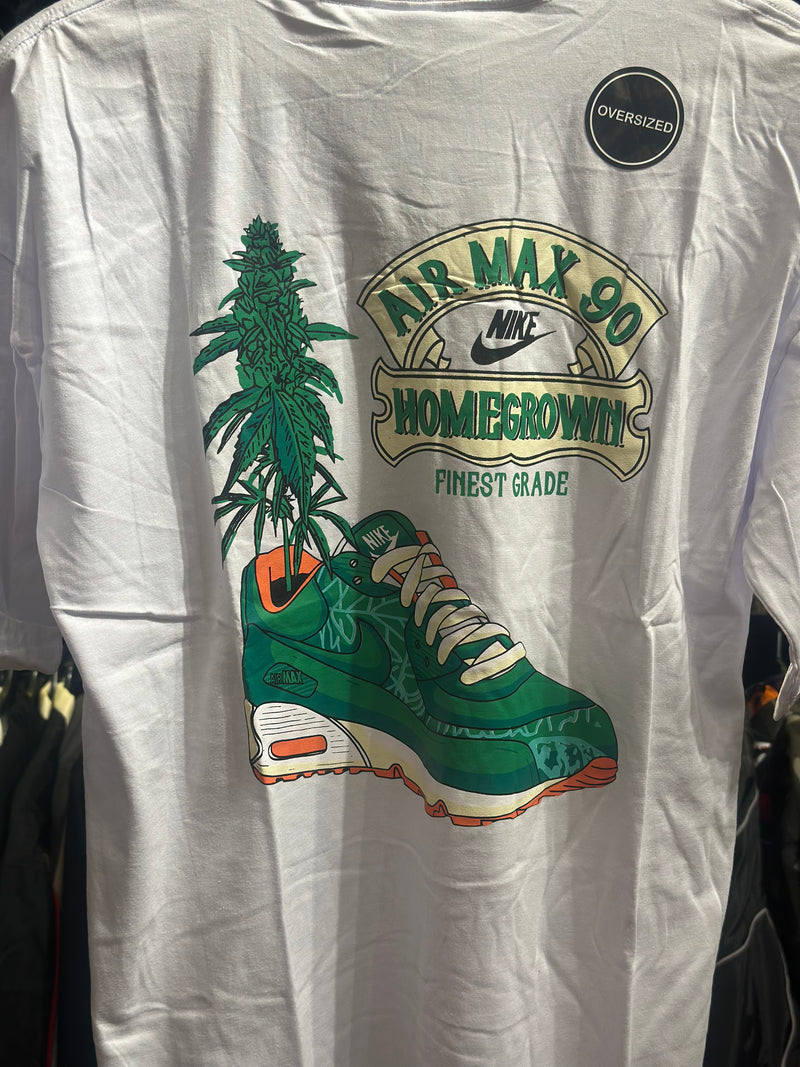 OVERSIZED
AIR MAX 90
NIKE
HOMEGROWN
FINEST GRADE
NIKE
AIR MAX